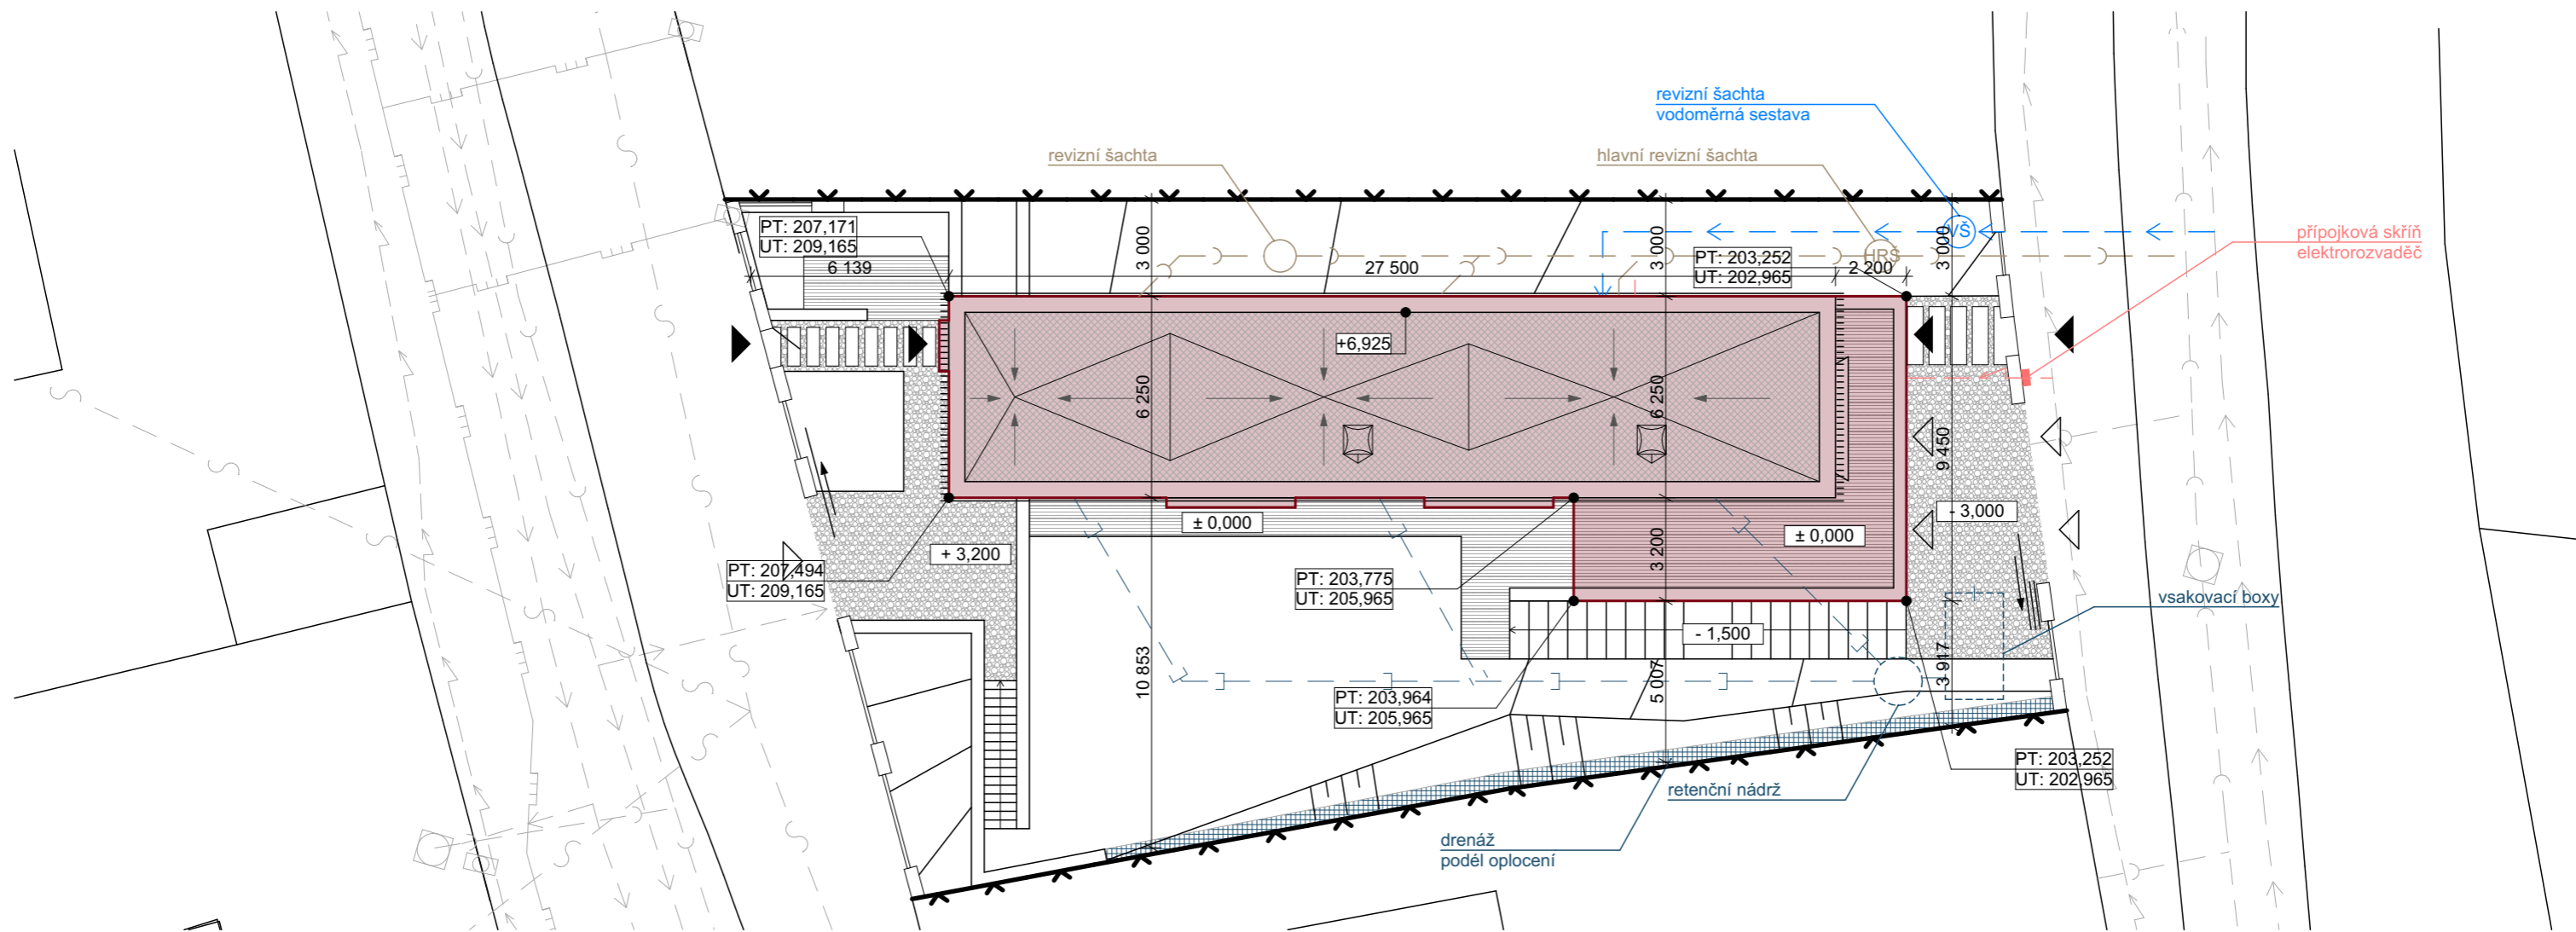 revizní šachta
vodoměrná sestava
revizní šachta
hlavní revizní šachta
PT: 207,171
UT: 209,165
6 139
3 000
27 500
3 000
PT: 203,252
UT: 202,965
HRŠ
2 200
VŠ
3 000
přípojková skříň
elektrorozvaděč
+6,925
6 250
6 250
9 450
± 0,000
+ 3,200
- 3,000
± 0,000
3 200
PT: 207,494
UT: 209,165
PT: 203,775
UT: 205,965
vsakovací boxy
- 1,500
10 853
5 007
3 917
PT: 203,964
UT: 205,965
PT: 203,252
UT: 202,965
retenční nádrž
drenáž
podél oplocení